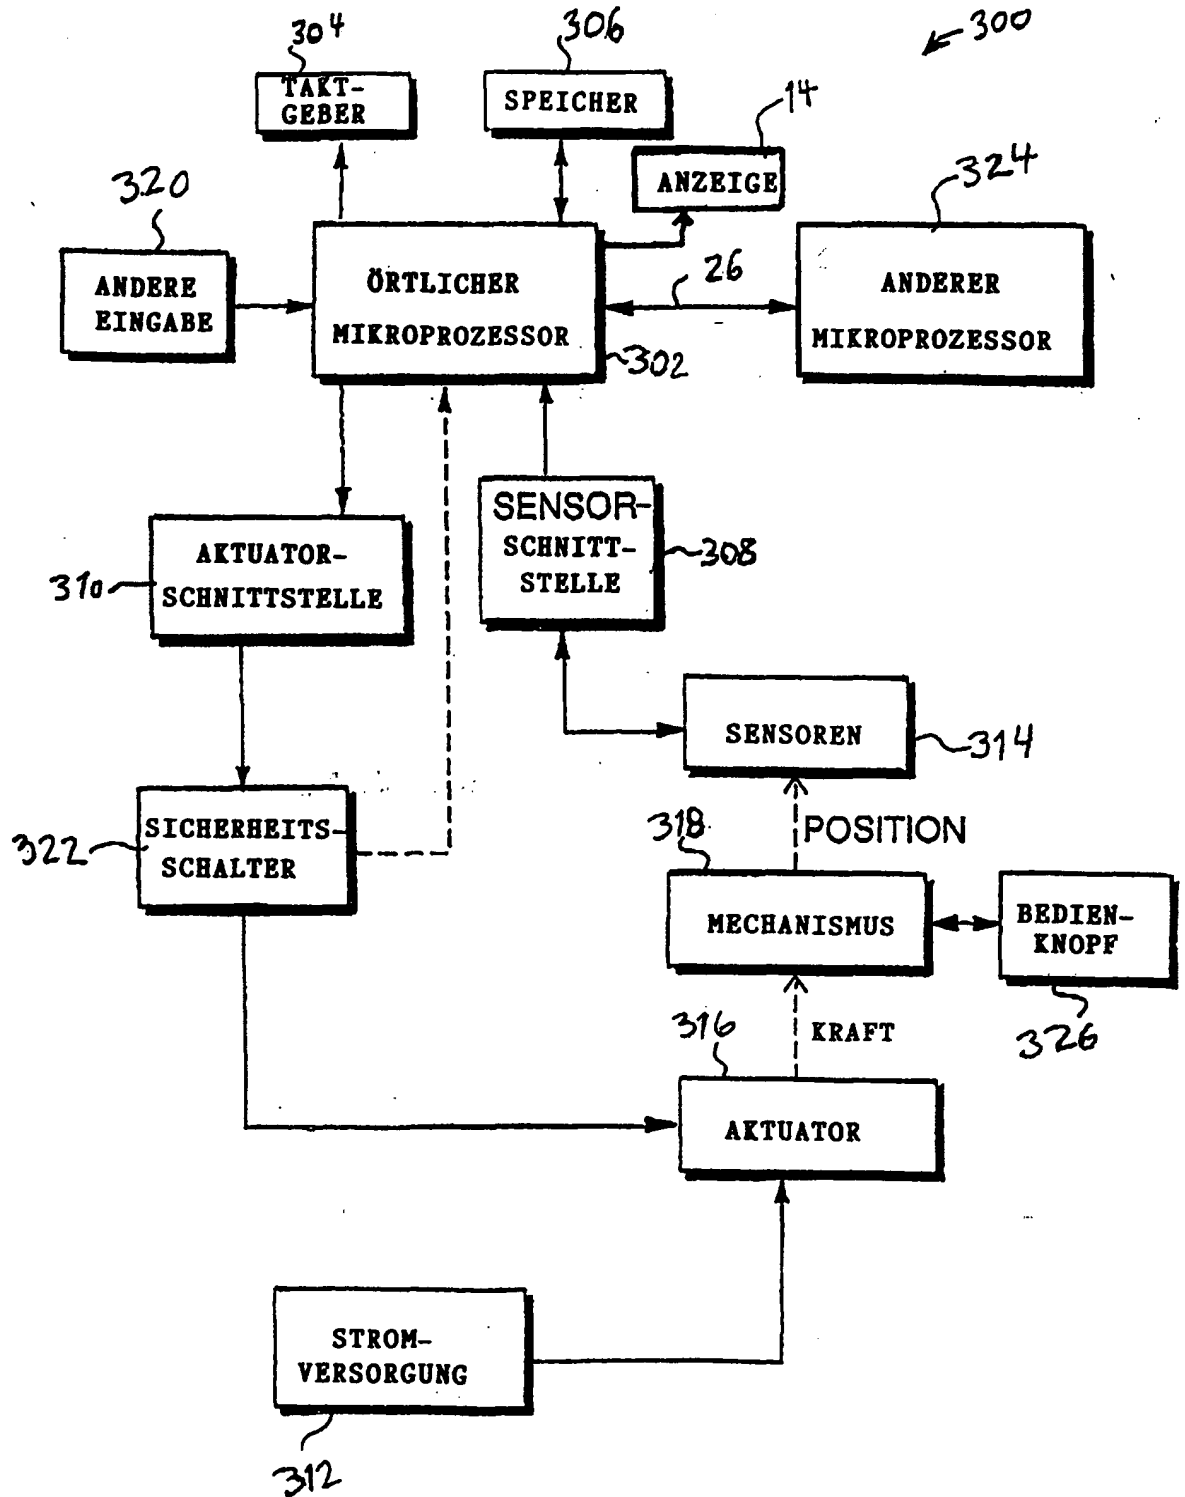 304
306
300
TAKT-
GEBER
SPEICHER
14
ANZEIGE
320
324
ANDERE
EINGABE
ÖRTLICHER
MIKROPROZESSOR
26
ANDERER
MIKROPROZESSOR
302
SENSOR-
SCHNITT-
STELLE
308
AKTUATOR-
SCHNITTSTELLE
310
SENSOREN
314
SICHERHEITS-
SCHALTER
322
318
POSITION
MECHANISMUS
BEDIEN-
KNOPF
326
316
KRAFT
AKTUATOR
STROM-
VERSORGUNG
312